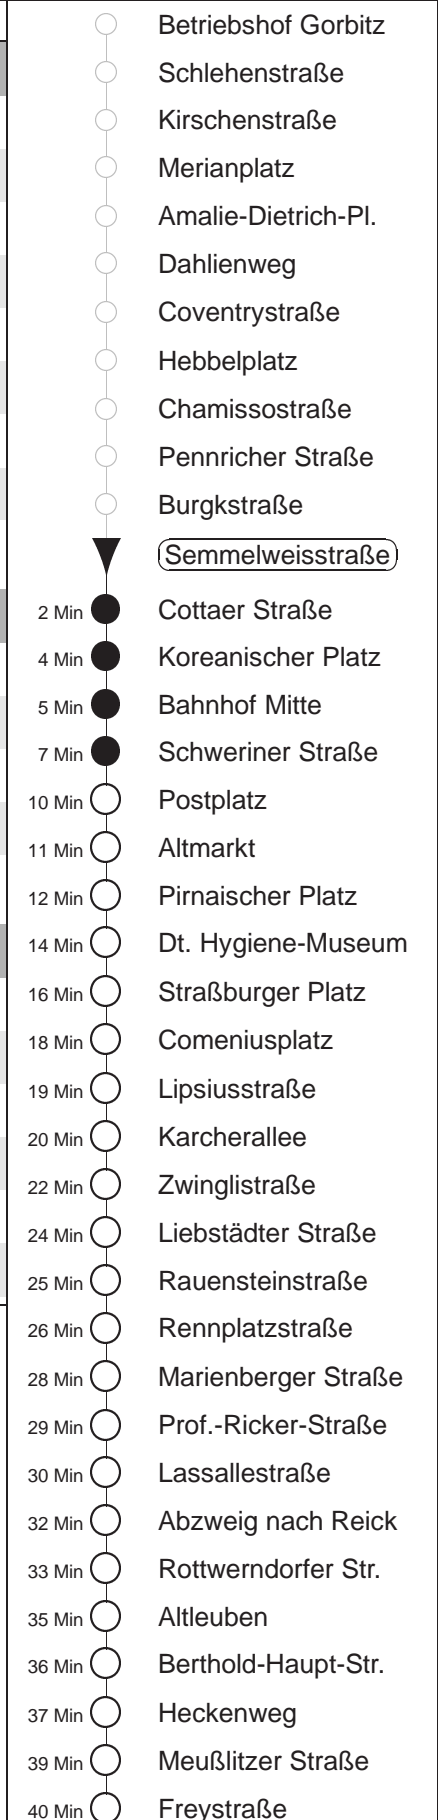 Betriebshof Gorbitz
Schlehenstraße
Kirschenstraße
Merianplatz
Amalie-Dietrich-Pl.
Dahlienweg
Coventrystraße
Hebbelplatz
Chamissostraße
Pennricher Straße
Burgkstraße
Semmelweisstraße
2 Min Cottaer Straße
4 Min Koreanischer Platz
5 Min Bahnhof Mitte
7 Min Schweriner Straße
10 Min Postplatz
11 Min Altmarkt
12 Min Pirnaischer Platz
14 Min Dt. Hygiene-Museum
16 Min Straßburger Platz
18 Min Comeniusplatz
19 Min Lipsiusstraße
20 Min Karcherallee
22 Min Zwinglistraße
24 Min Liebstädter Straße
25 Min Rauensteinstraße
26 Min Rennplatzstraße
28 Min Marienberger Straße
29 Min Prof.-Ricker-Straße
30 Min Lassallestraße
32 Min Abzweig nach Reick
33 Min Rottwerndorfer Str.
35 Min Altleuben
36 Min Berthold-Haupt-Str.
37 Min Heckenweg
39 Min Meußlitzer Straße
40 Min Freystraße